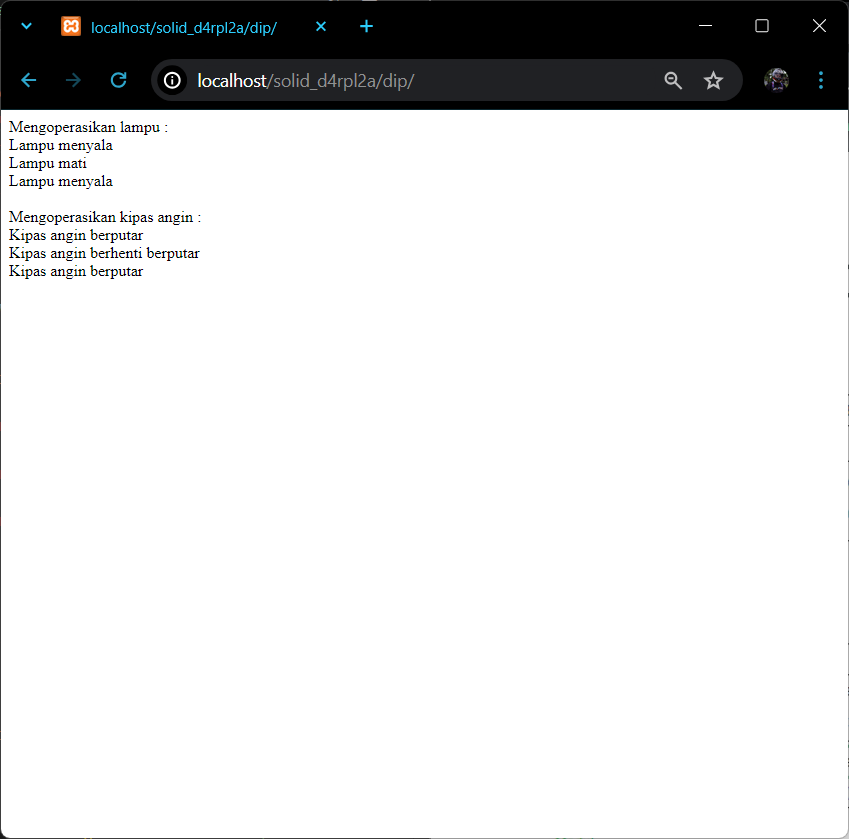 localhost/solid_d4rpl2a/dip/
localhost/solid_d4rpl2a/dip/
Mengoperasikan lampu :
Lampu menyala
Lampu mati
Lampu menyala
Mengoperasikan kipas angin :
Kipas angin berputar
Kipas angin berhenti berputar
Kipas angin berputar